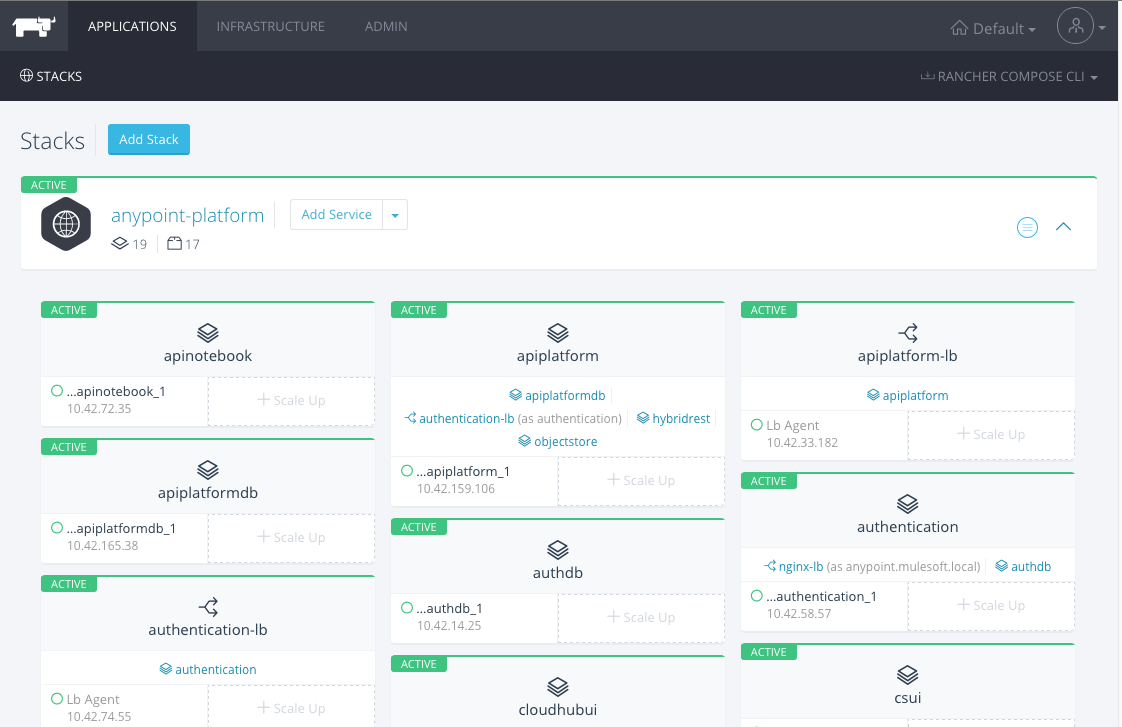 APPLICATIONS
INFRASTRUCTURE
ADMIN
Default
STACKS
RANCHER COMPOSE CLI
Stacks
Add Stack
ACTIVE
anypoint-platform
Add Service
19
17
ACTIVE
apinotebook
...apinotebook_1
10.42.72.35
Scale Up
ACTIVE
apiplatformdb
...apiplatformdb_1
10.42.165.38
Scale Up
ACTIVE
authentication-lb
authentication
Lb Agent
10.42.74.55
Scale Up
ACTIVE
apiplatform
apiplatformdb
authentication-lb (as authentication)
hybridrest
objectstore
...apiplatform_1
10.42.159.106
Scale Up
ACTIVE
authdb
...authdb_1
10.42.14.25
Scale Up
ACTIVE
cloudhubui
ACTIVE
apiplatform-lb
apiplatform
Lb Agent
10.42.33.182
Scale Up
ACTIVE
authentication
nginx-lb (as anypoint.mulesoft.local)
authdb
...authentication_1
10.42.58.57
Scale Up
ACTIVE
csui